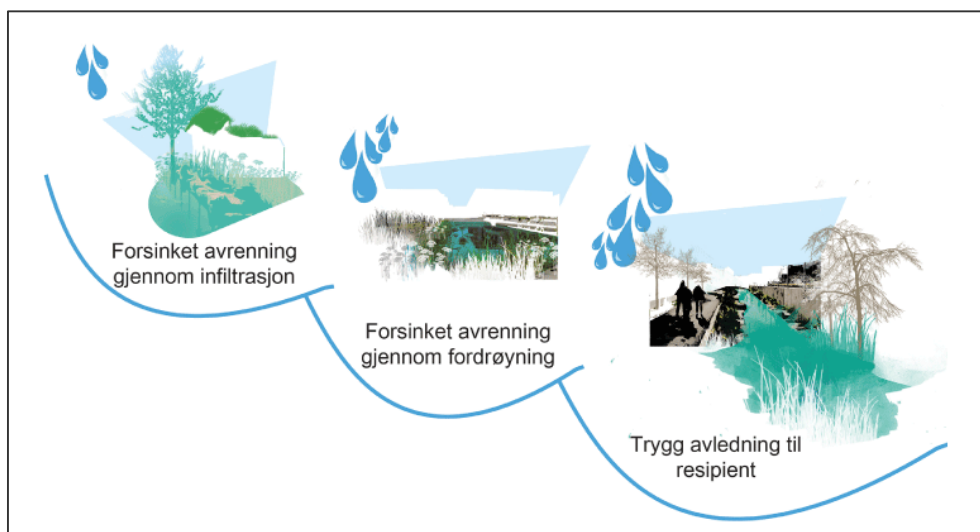 Forsinket avrenning
gjennom infiltrasjon
Forsinket avrenning
gjennom fordrøyning
Trygg avledning til
resipient